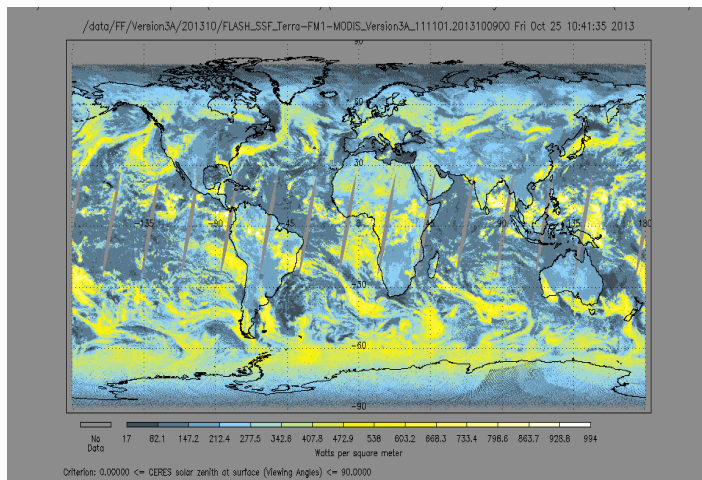 /data/FF/Version3A/201310/FLASH_SSF_Terra-FM1-MODIS_Version3A_111101.2013100900 Fri Oct 25 10:41:35 2013
90
60
30
-135 -90 -45 45 90 135 180
-30
-60
-90
No Data
17 82.1 147.2 212.4 277.5 342.6 407.8 472.9 538 603.2 668.3 733.4 798.6 863.7 928.8 994
Watts per square meter
Criterion: 0.00000 <= CERES solar zenith at surface (Viewing Angles) <= 90.0000